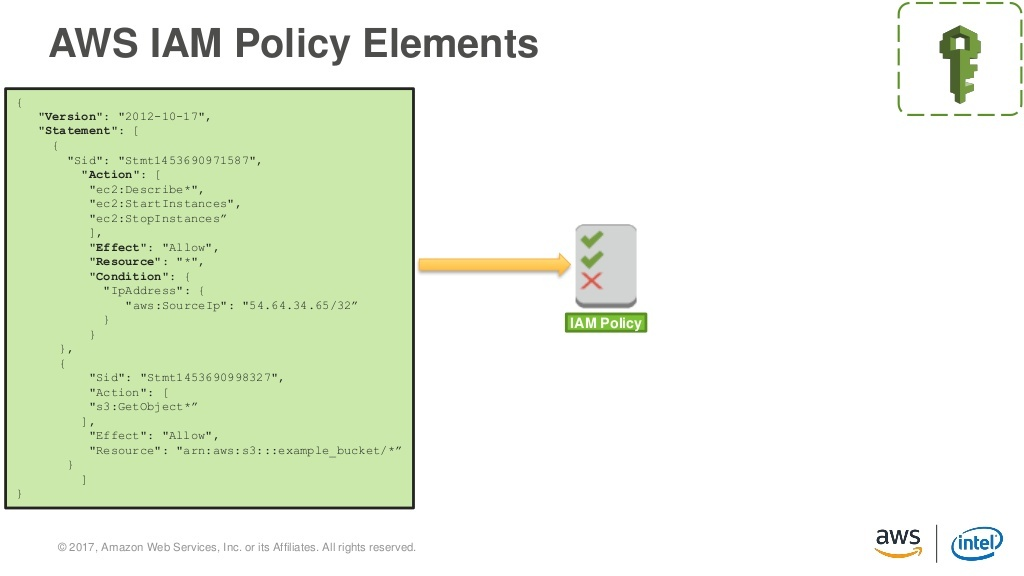 AWS IAM Policy Elements
{
"Version": "2012-10-17",
"Statement": [
{
"Sid": "Stmt1453690971587",
"Action": [
"ec2:Describe*",
"ec2:StartInstances",
"ec2:StopInstances”
],
"Effect": "Allow",
"Resource": "*",
"Condition": {
"IpAddress": {
"aws:SourceIp": "54.64.34.65/32”
}
}
},
{
"Sid": "Stmt1453690998327",
"Action": [
"s3:GetObject*”
],
"Effect": "Allow",
"Resource": "arn:aws:s3:::example_bucket/*”
}
]
}
IAM Policy
© 2017, Amazon Web Services, Inc. or its Affiliates. All rights reserved.
aws
intel